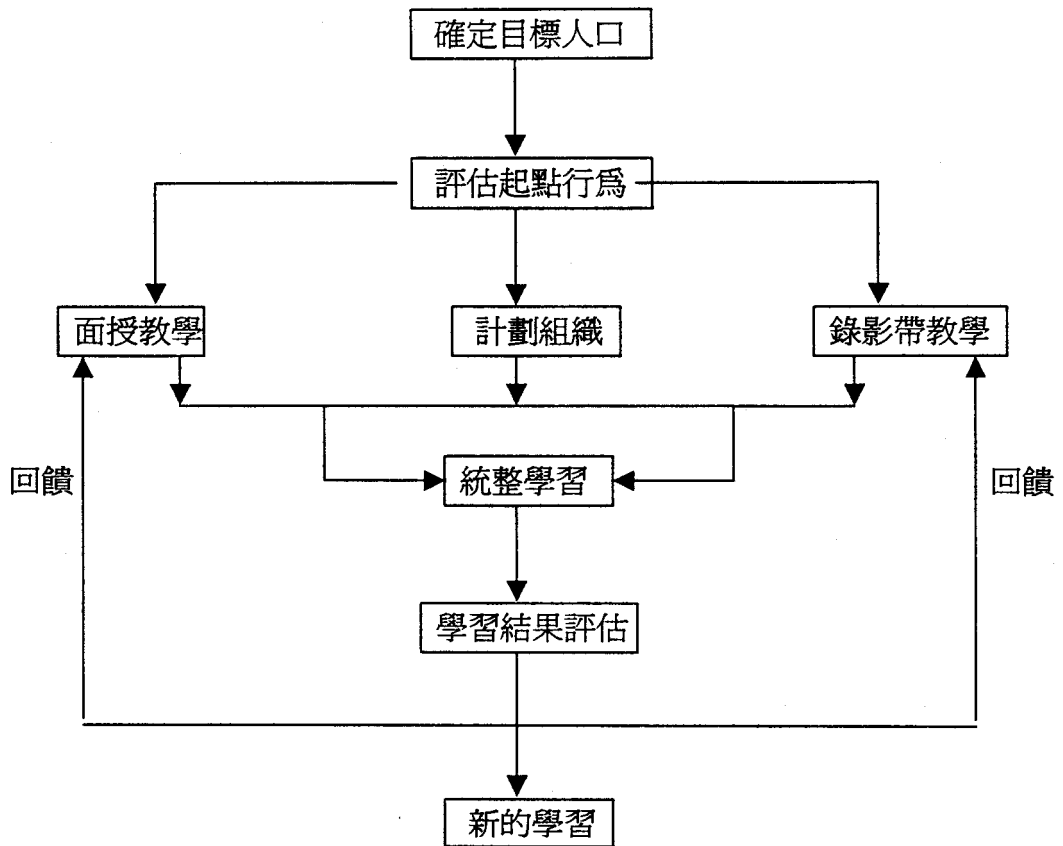 確定目標人口
評估起點行為
面授教學
計劃組織
錄影帶教學
統整學習
回饋
回饋
學習結果評估
新的學習